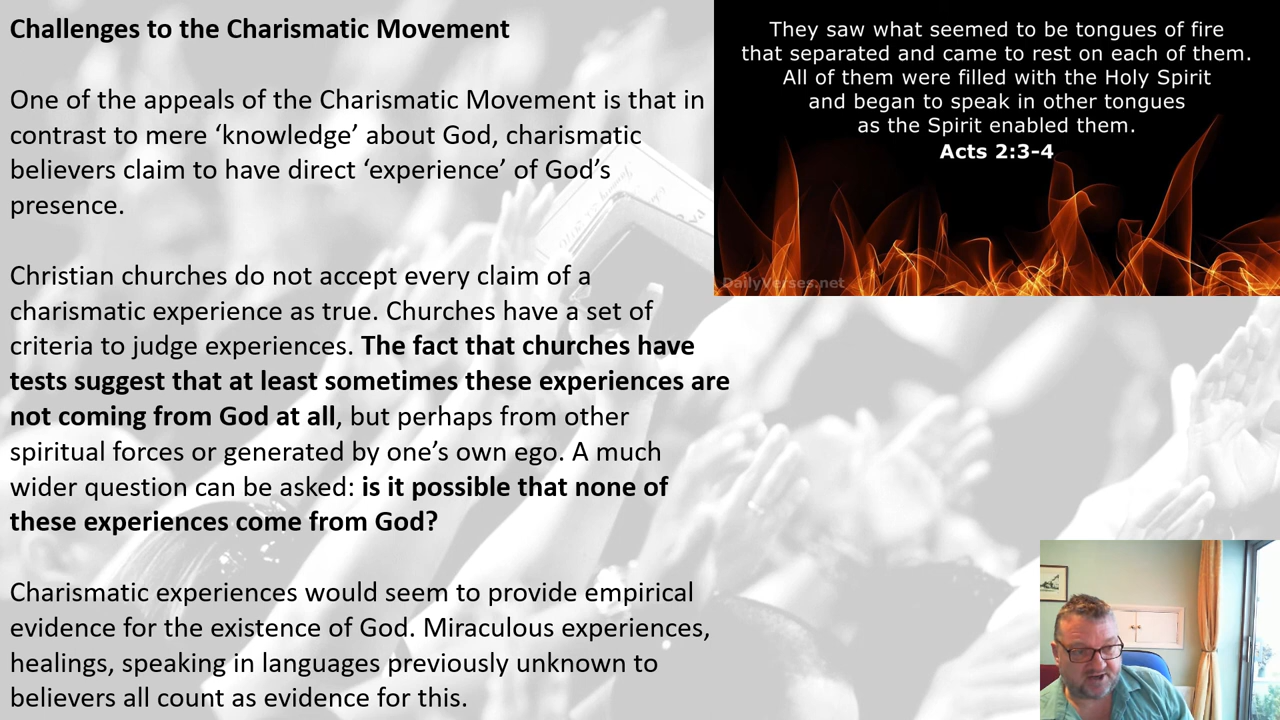 Challenges to the Charismatic Movement
One of the appeals of the Charismatic Movement is that in
contrast to mere ‘knowledge’ about God, charismatic
believers claim to have direct ‘experience’ of God’s
presence.
Christian churches do not accept every claim of a
charismatic experience as true. Churches have a set of
criteria to judge experiences. The fact that churches have
tests suggest that at least sometimes these experiences are
not coming from God at all, but perhaps from other
spiritual forces or generated by one’s own ego. A much
wider question can be asked: is it possible that none of
these experiences come from God?
Charismatic experiences would seem to provide empirical
evidence for the existence of God. Miraculous experiences,
healings, speaking in languages previously unknown to
believers all count as evidence for this.
They saw what seemed to be tongues of fire
that separated and came to rest on each of them.
All of them were filled with the Holy Spirit
and began to speak in other tongues
as the Spirit enabled them.
Acts 2:3-4
DailyVerses.net